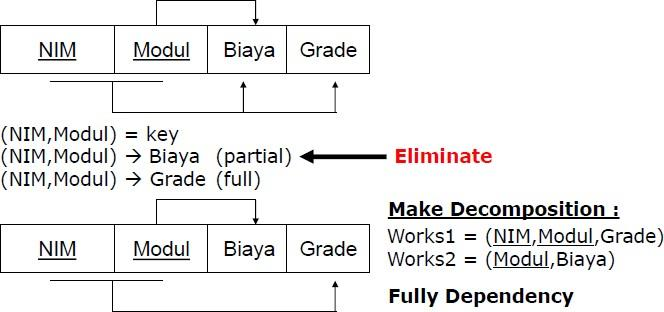 NIM Modul Biaya Grade
(NIM,Modul) = key
(NIM,Modul) → Biaya (partial) Eliminate
(NIM,Modul) → Grade (full)
NIM Modul Biaya Grade
Make Decomposition :
Works1 = (NIM,Modul,Grade)
Works2 = (Modul,Biaya)
Fully Dependency